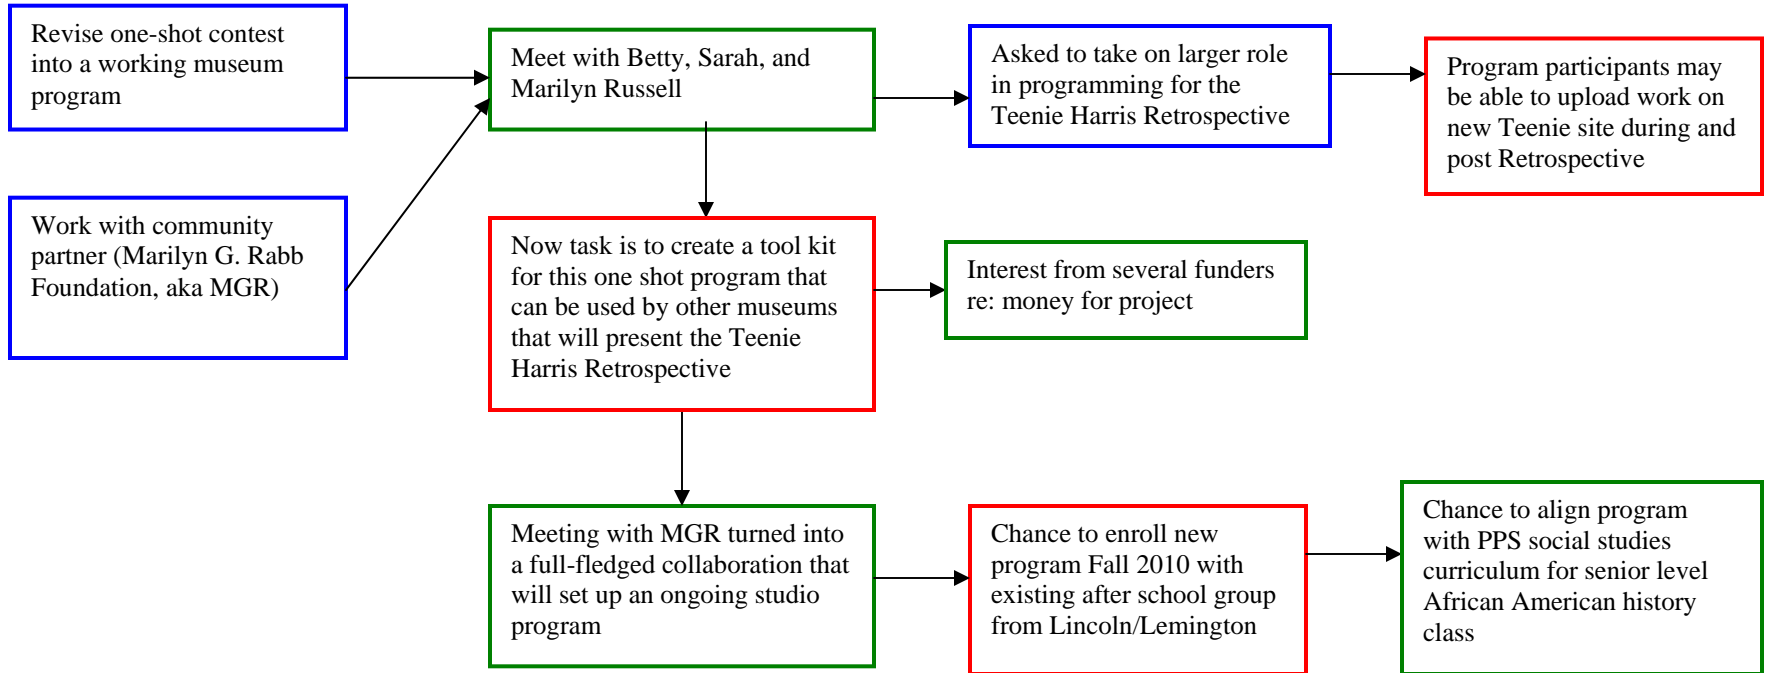 Revise one-shot contest
into a working museum
program
Meet with Betty, Sarah, and
Marilyn Russell
Asked to take on larger role
in programming for the
Teenie Harris Retrospective
Program participants may
be able to upload work on
new Teenie site during and
post Retrospective
Work with community
partner (Marilyn G. Rabb
Foundation, aka MGR)
Now task is to create a tool kit
for this one shot program that
can be used by other museums
that will present the Teenie
Harris Retrospective
Interest from several funders
re: money for project
Meeting with MGR turned into
a full-fledged collaboration that
will set up an ongoing studio
program
Chance to enroll new
program Fall 2010 with
existing after school group
from Lincoln/Lemington
Chance to align program
with PPS social studies
curriculum for senior level
African American history
class